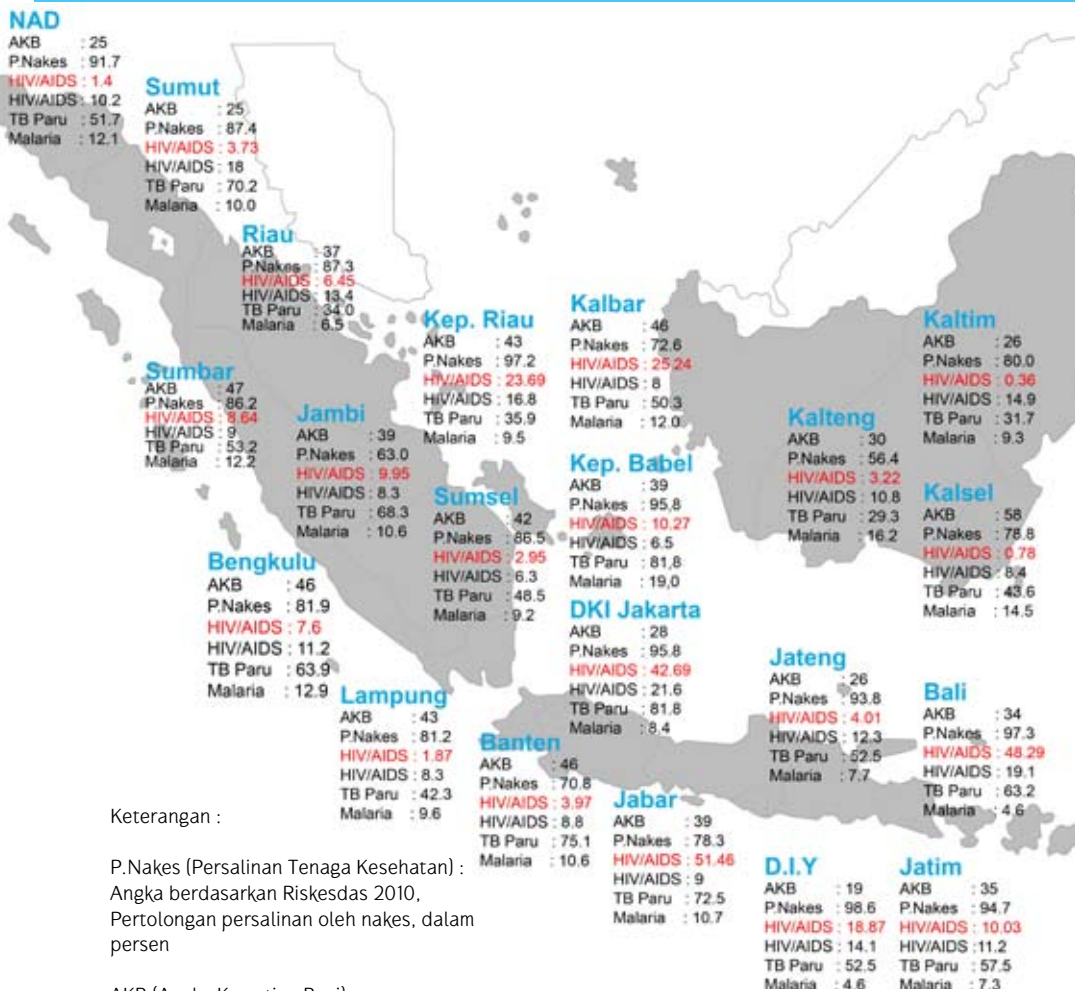 NAD
AKB : 25
P.Nakes : 91.7
HIV/AIDS : 1.4
HIV/AIDS : 10.2
TB Paru : 51.7
Malaria : 12.1
Sumut
AKB : 25
P.Nakes : 87.4
HIV/AIDS : 3.73
HIV/AIDS : 18
TB Paru : 70.2
Malaria : 10.0
Riau
AKB : 37
P.Nakes : 87.3
HIV/AIDS : 6.45
HIV/AIDS : 13.4
TB Paru : 34.0
Malaria : 6.5
Kep. Riau
AKB : 43
P.Nakes : 97.2
HIV/AIDS : 23.69
HIV/AIDS : 16.8
TB Paru : 35.9
Malaria : 9.5
Kalbar
AKB : 46
P.Nakes : 72.6
HIV/AIDS : 25.24
HIV/AIDS : 8
TB Paru : 50.3
Malaria : 12.0
Kaltim
AKB : 26
P.Nakes : 80.0
HIV/AIDS : 0.36
HIV/AIDS : 14.9
TB Paru : 31.7
Malaria : 9.3
Sumbar
AKB : 47
P.Nakes : 86.2
HIV/AIDS : 8.64
HIV/AIDS : 9
TB Paru : 53.2
Malaria : 12.2
Jambi
AKB : 39
P.Nakes : 63.0
HIV/AIDS : 9.95
HIV/AIDS : 8.3
TB Paru : 68.3
Malaria : 10.6
Kalteng
AKB : 30
P.Nakes : 56.4
HIV/AIDS : 3.22
HIV/AIDS : 10.8
TB Paru : 29.3
Malaria : 16.2
Kep. Babel
AKB : 39
P.Nakes : 95,8
HIV/AIDS : 10.27
HIV/AIDS : 6.5
TB Paru : 81,8
Malaria : 19,0
Sumsel
AKB : 42
P.Nakes : 86.5
HIV/AIDS : 2.95
HIV/AIDS : 6.3
TB Paru : 48.5
Malaria : 9.2
Kalsel
AKB : 58
P.Nakes : 78.8
HIV/AIDS : 0.78
HIV/AIDS : 8.4
TB Paru : 43.6
Malaria : 14.5
Bengkulu
AKB : 46
P.Nakes : 81.9
HIV/AIDS : 7.6
HIV/AIDS : 11.2
TB Paru : 63.9
Malaria : 12.9
DKI Jakarta
AKB : 28
P.Nakes : 95.8
HIV/AIDS : 42.69
HIV/AIDS : 21.6
TB Paru : 81.8
Malaria : 8,4
Jateng
AKB : 26
P.Nakes : 93.8
HIV/AIDS : 4.01
HIV/AIDS : 12.3
TB Paru : 52.5
Malaria : 7.7
Bali
AKB : 34
P.Nakes : 97.3
HIV/AIDS : 48.29
HIV/AIDS : 19.1
TB Paru : 63.2
Malaria : 4.6
Lampung
AKB : 43
P.Nakes : 81.2
HIV/AIDS : 1.87
HIV/AIDS : 8.3
TB Paru : 42.3
Malaria : 9.6
Banten
AKB : 46
P.Nakes : 70.8
HIV/AIDS : 3.97
HIV/AIDS : 8.8
TB Paru : 75.1
Malaria : 10.6
Jabar
AKB : 39
P.Nakes : 78.3
HIV/AIDS : 51.46
HIV/AIDS : 9
TB Paru : 72.5
Malaria : 10.7
D.I.Y
AKB : 19
P.Nakes : 98.6
HIV/AIDS : 18.87
HIV/AIDS : 14.1
TB Paru : 52.5
Malaria : 4.6
Jatim
AKB : 35
P.Nakes : 94.7
HIV/AIDS : 10.03
HIV/AIDS : 11.2
TB Paru : 57.5
Malaria : 7.3
Keterangan :
P.Nakes (Persalinan Tenaga Kesehatan) :
Angka berdasarkan Riskesdas 2010,
Pertolongan persalinan oleh nakes, dalam
persen